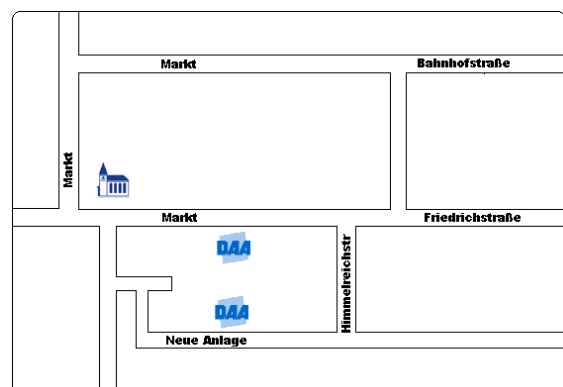 Markt
Bahnhofstraße
Markt
Markt
Friedrichstraße
DAA
Himmelreichstr
DAA
Neue Anlage